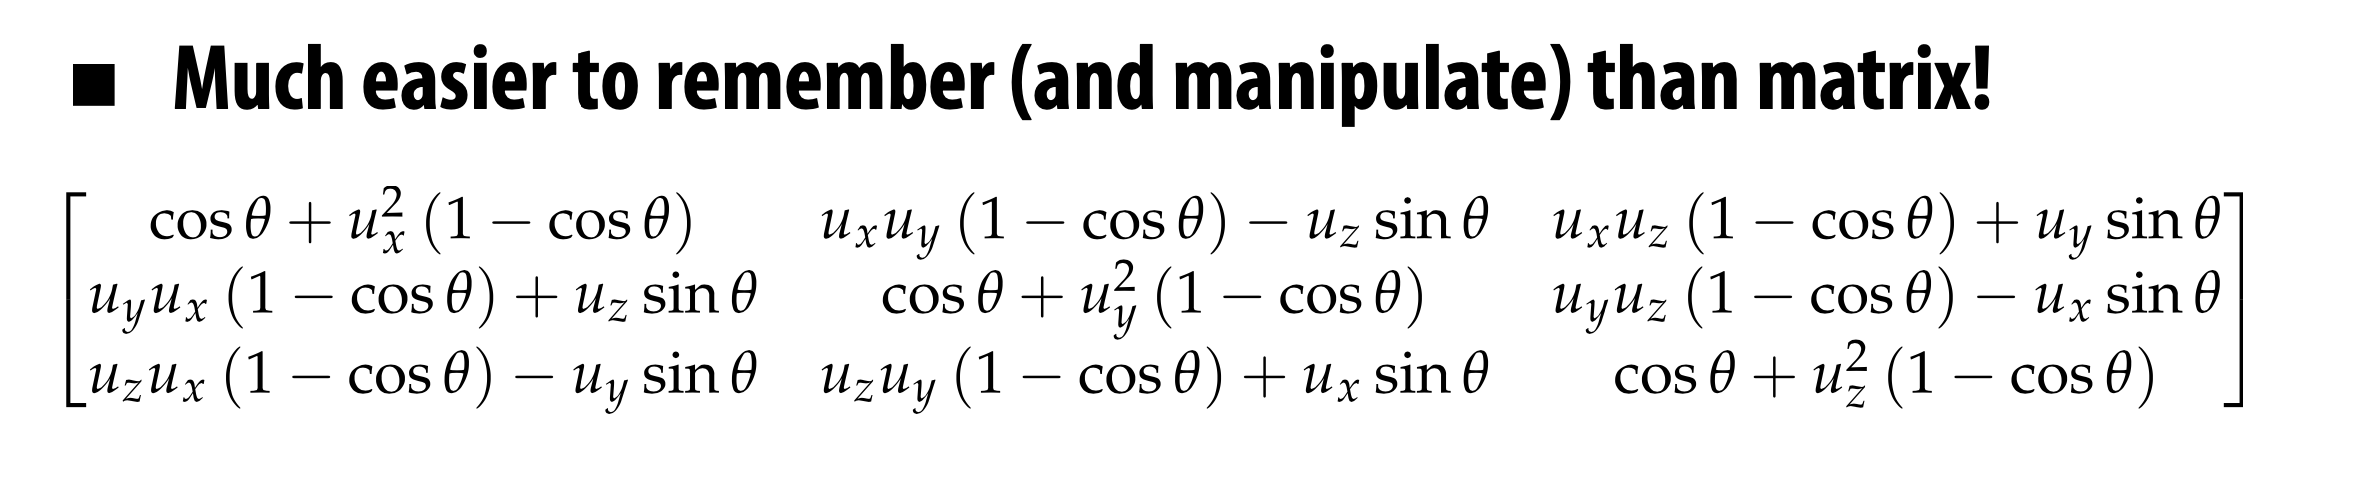 ■ Much easier to remember (and manipulate) than matrix!
cos θ + u_x^2 (1 − cos θ) u_x u_y (1 − cos θ) − u_z sin θ u_x u_z (1 − cos θ) + u_y sin θ
u_y u_x (1 − cos θ) + u_z sin θ cos θ + u_y^2 (1 − cos θ) u_y u_z (1 − cos θ) − u_x sin θ
u_z u_x (1 − cos θ) − u_y sin θ u_z u_y (1 − cos θ) + u_x sin θ cos θ + u_z^2 (1 − cos θ)